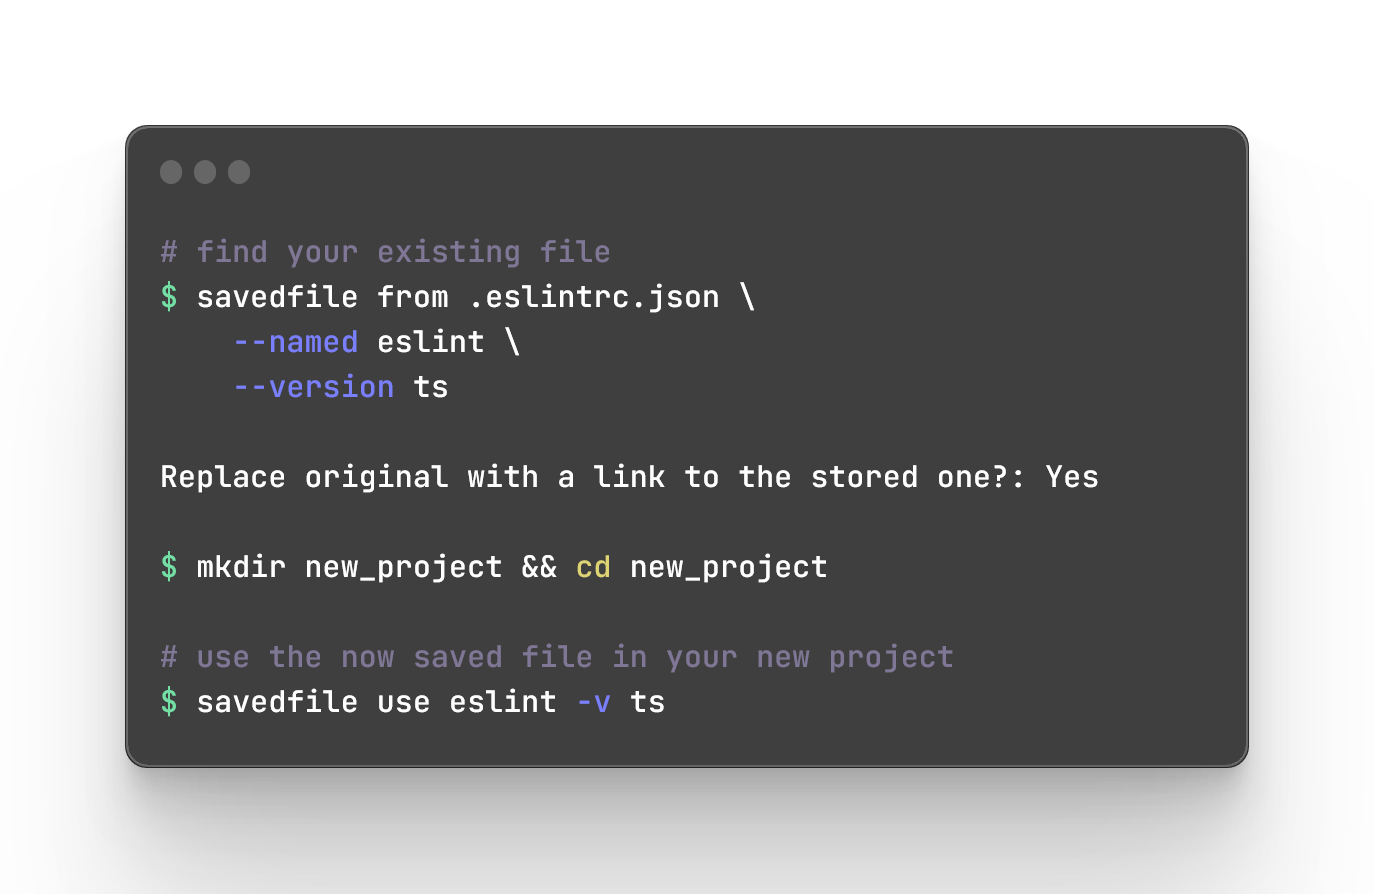 # find your existing file
$ savedfile from .eslintrc.json \
    --named eslint \
    --version ts
Replace original with a link to the stored one?: Yes
$ mkdir new_project && cd new_project
# use the now saved file in your new project
$ savedfile use eslint -v ts